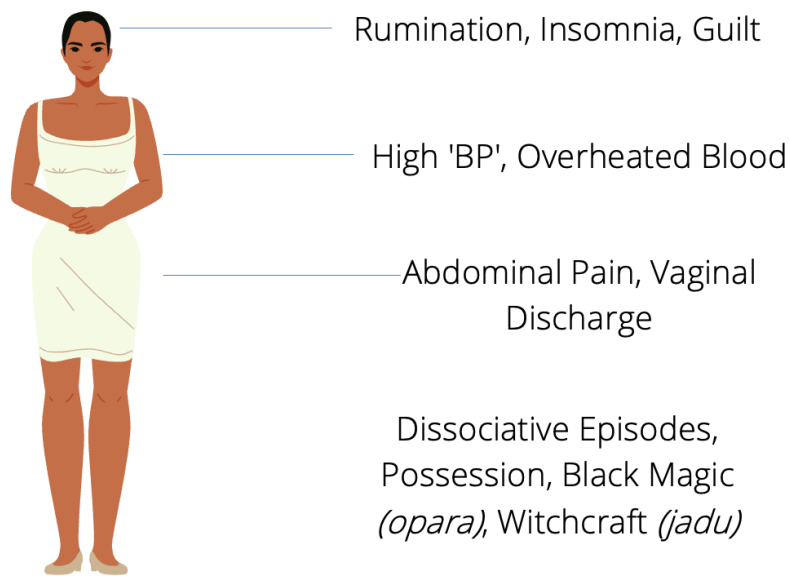 Rumination, Insomnia, Guilt
High 'BP', Overheated Blood
Abdominal Pain, Vaginal
Discharge
Dissociative Episodes,
Possession, Black Magic
(opara), Witchcraft (jadu)